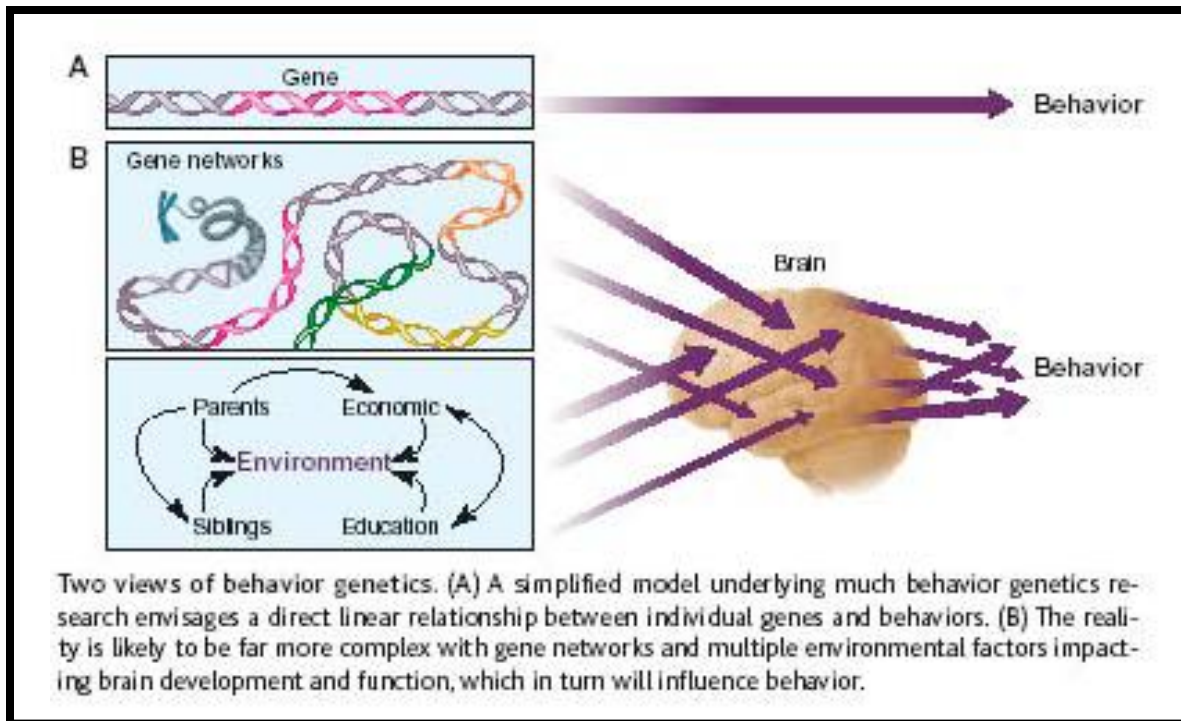 A
Gene
Behavior
B
Gene networks
Brain
Behavior
Parents
Economic
Environment
Siblings
Education
Two views of behavior genetics. (A) A simplified model underlying much behavior genetics re-
search envisages a direct linear relationship between individual genes and behaviors. (B) The reali-
ty is likely to be far more complex with gene networks and multiple environmental factors impact-
ing brain development and function, which in turn will influence behavior.